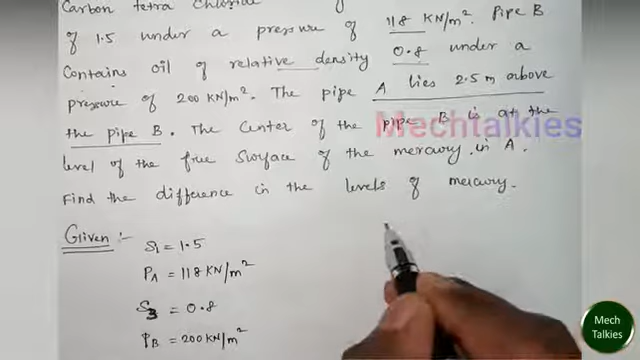 Carbon tetra Chloride of
of 1.5 under a pressure of 118 KN/m². Pipe B
Contains oil of relative density 0.8 under a
pressure of 200 KN/m². The pipe A lies 2.5 m above
the pipe B. The Center of the pipe B is at the
level of the free Surface of the mercury in A.
Find the difference in the levels of mercury.
Mechtalkies
Given :-
S₁ = 1.5
PA = 118 KN/m²
S₃ = 0.8
PB = 200 KN/m²
Mech
Talkies